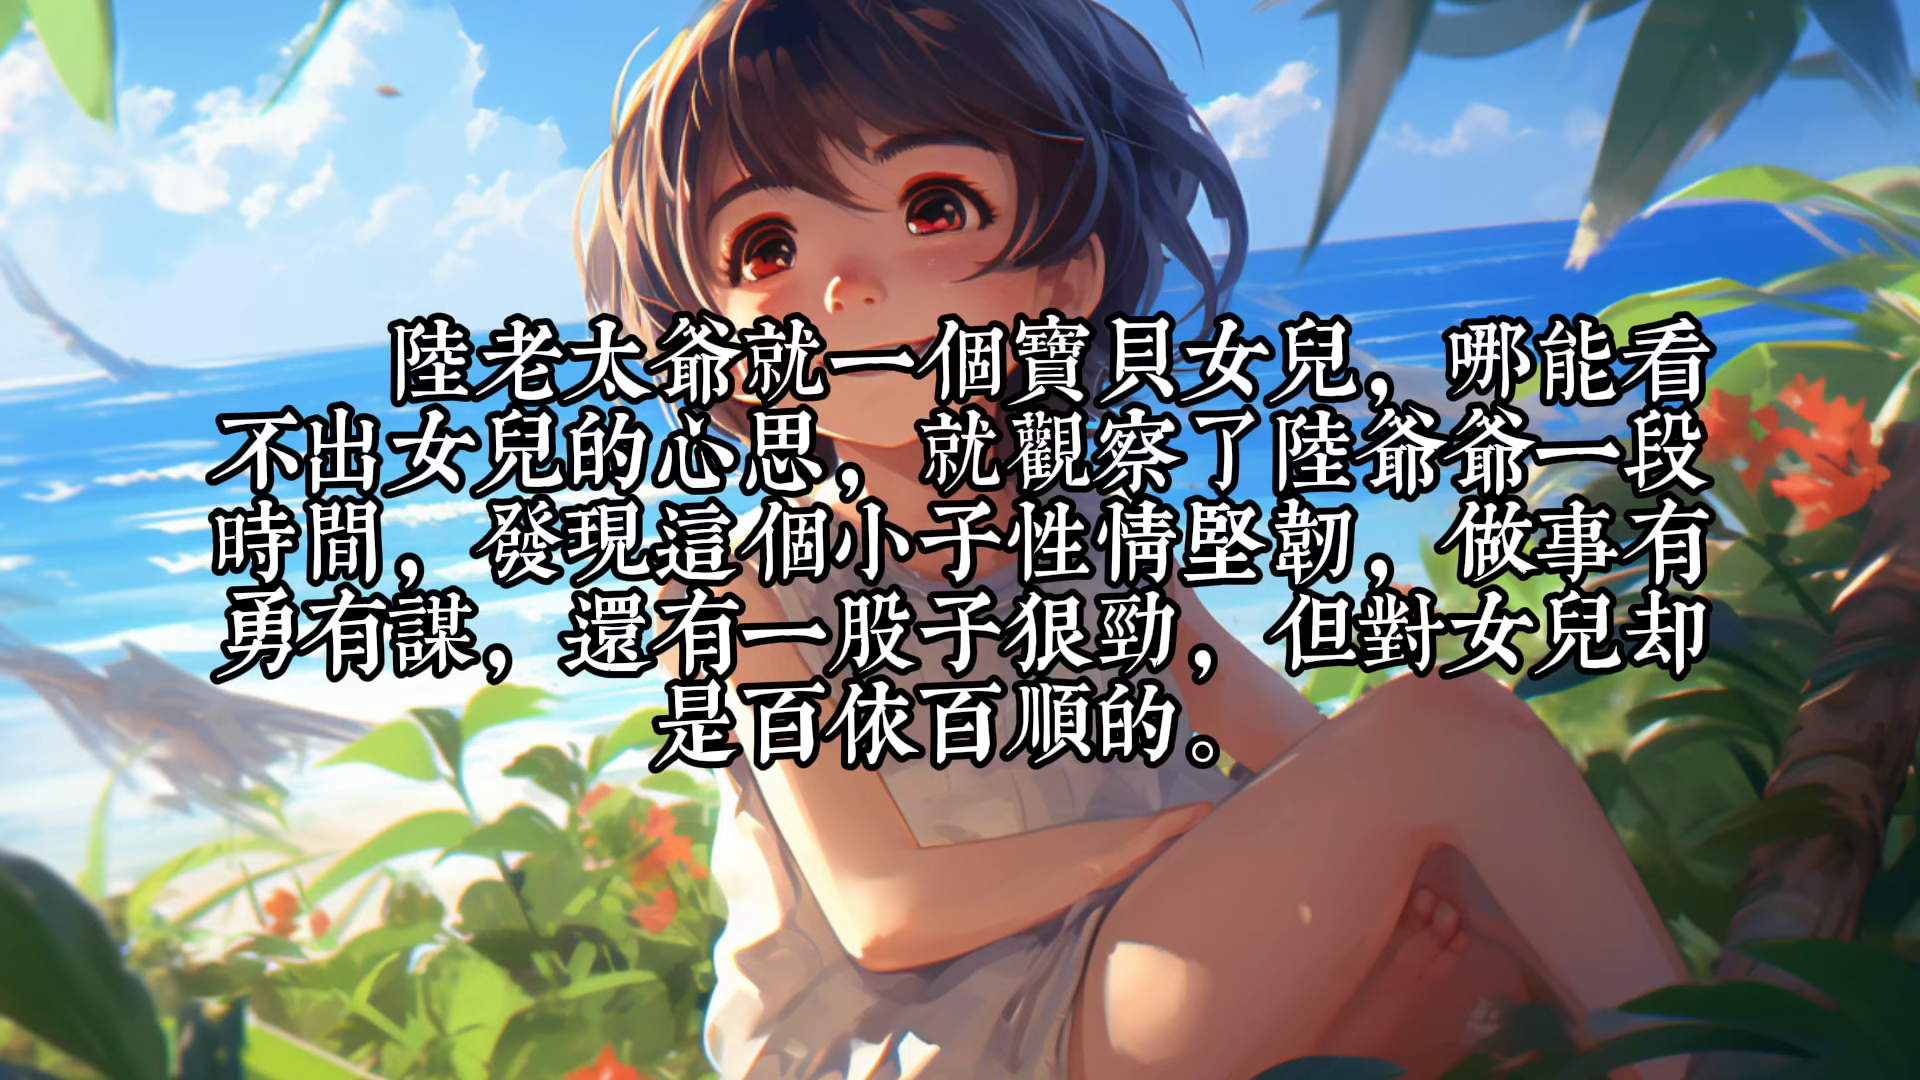 陸老太爺就一個寶貝女兒，哪能看
不出女兒的心思，就觀察了陸爺爺一段
時間，發現這個小子性情堅韌，做事有
勇有謀，還有一股子狠勁，但對女兒却
是百依百順的。